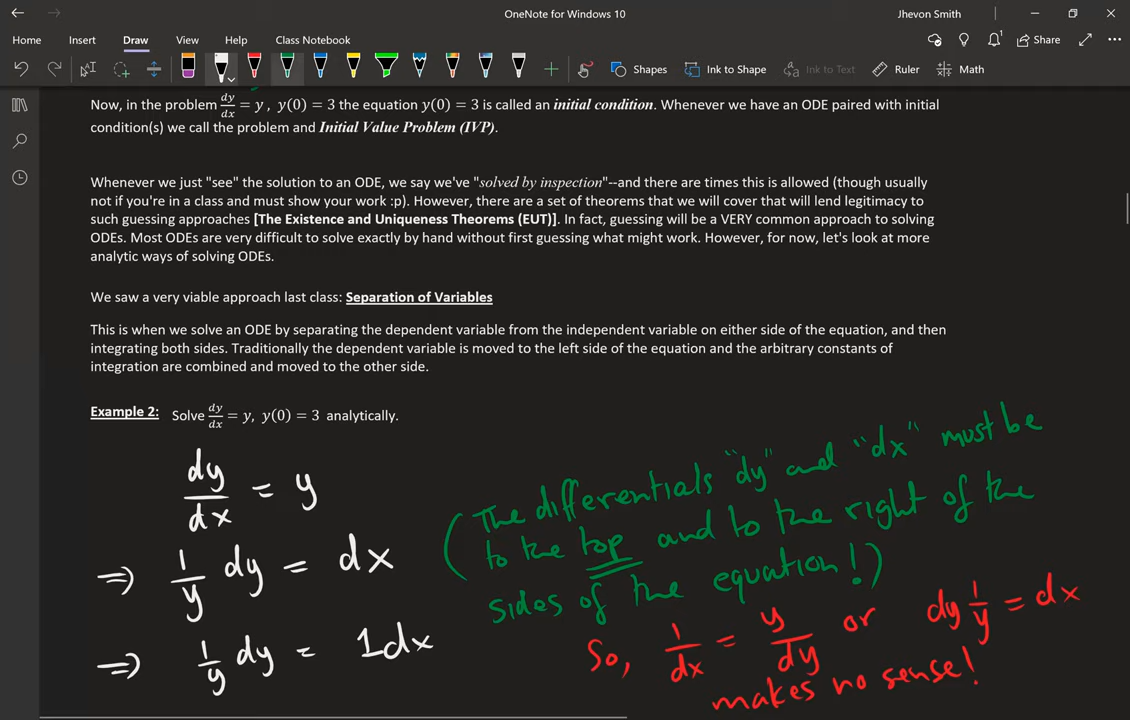 OneNote for Windows 10
Jhevon Smith
Home Insert Draw View Help Class Notebook
Share
Shapes Ink to Shape Ink to Text Ruler Math
Now, in the problem dy/dx = y , y(0) = 3 the equation y(0) = 3 is called an initial condition. Whenever we have an ODE paired with initial
condition(s) we call the problem and Initial Value Problem (IVP).
Whenever we just "see" the solution to an ODE, we say we've "solved by inspection"--and there are times this is allowed (though usually
not if you're in a class and must show your work :p). However, there are a set of theorems that we will cover that will lend legitimacy to
such guessing approaches [The Existence and Uniqueness Theorems (EUT)]. In fact, guessing will be a VERY common approach to solving
ODEs. Most ODEs are very difficult to solve exactly by hand without first guessing what might work. However, for now, let's look at more
analytic ways of solving ODEs.
We saw a very viable approach last class: Separation of Variables
This is when we solve an ODE by separating the dependent variable from the independent variable on either side of the equation, and then
integrating both sides. Traditionally the dependent variable is moved to the left side of the equation and the arbitrary constants of
integration are combined and moved to the other side.
Example 2: Solve dy/dx = y, y(0) = 3 analytically.
dy/dx = y
⇒ 1/y dy = dx
⇒ 1/y dy = 1dx
(The differentials "dy" and "dx" must be
to the top and to the right of the
sides of the equation!)
So, 1/dx = y/dy or dy 1/y = dx
makes no sense!